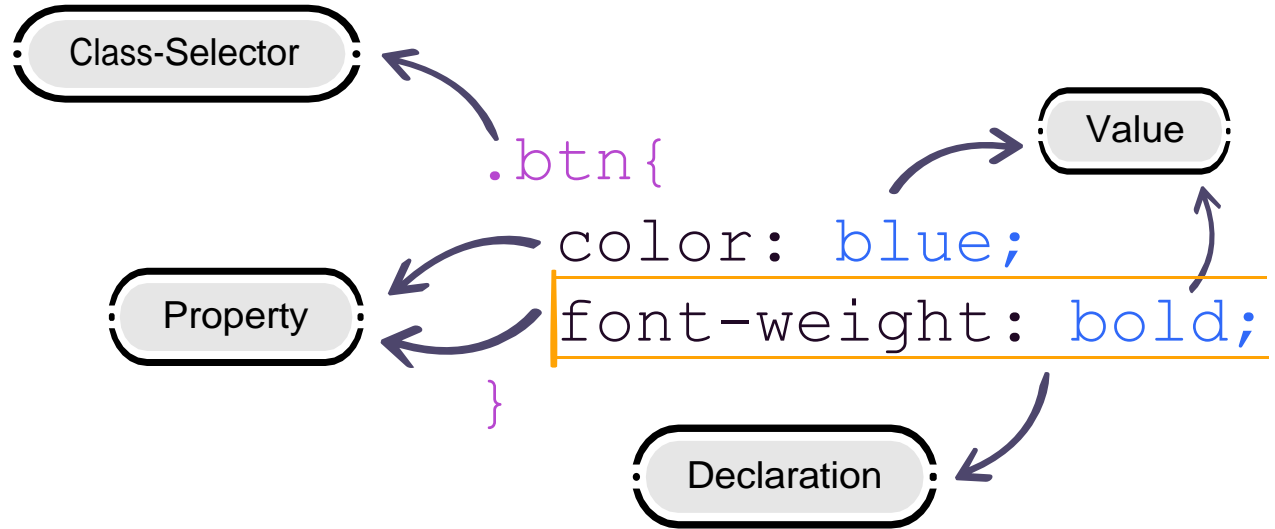 Class-Selector
Value
.btn{
color: blue;
Property
font-weight: bold;
}
Declaration